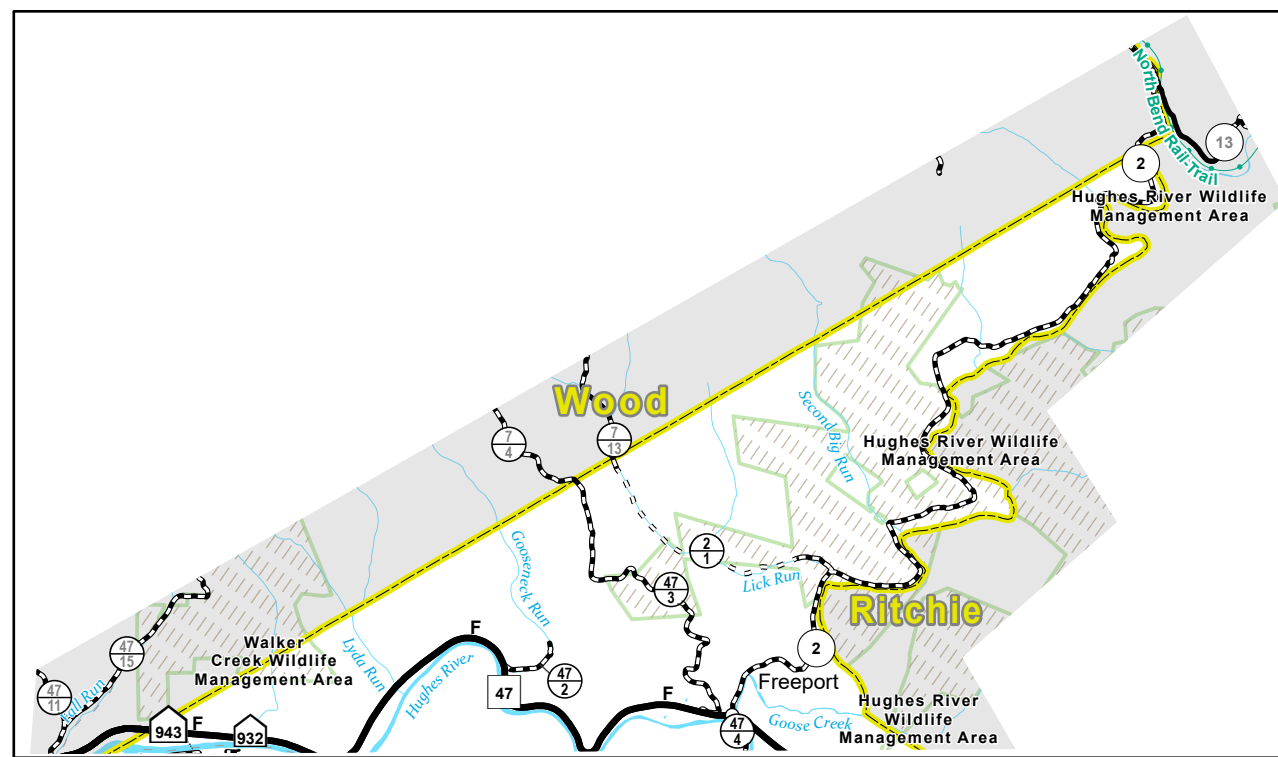 North Bend Rail-Trail
13
2
Hughes River Wildlife
Management Area
Wood
7
4
7
13
Second Big Run
Hughes River Wildlife
Management Area
Gooseneck Run
2
1
Lick Run
47
3
Ritchie
Walker
Creek Wildlife
Management Area
Lyda Run
Hughes River
F
47
15
47
11
Run
943
F
932
47
47
2
F
2
Freeport
Goose Creek
47
4
Hughes River
Wildlife
Management Area